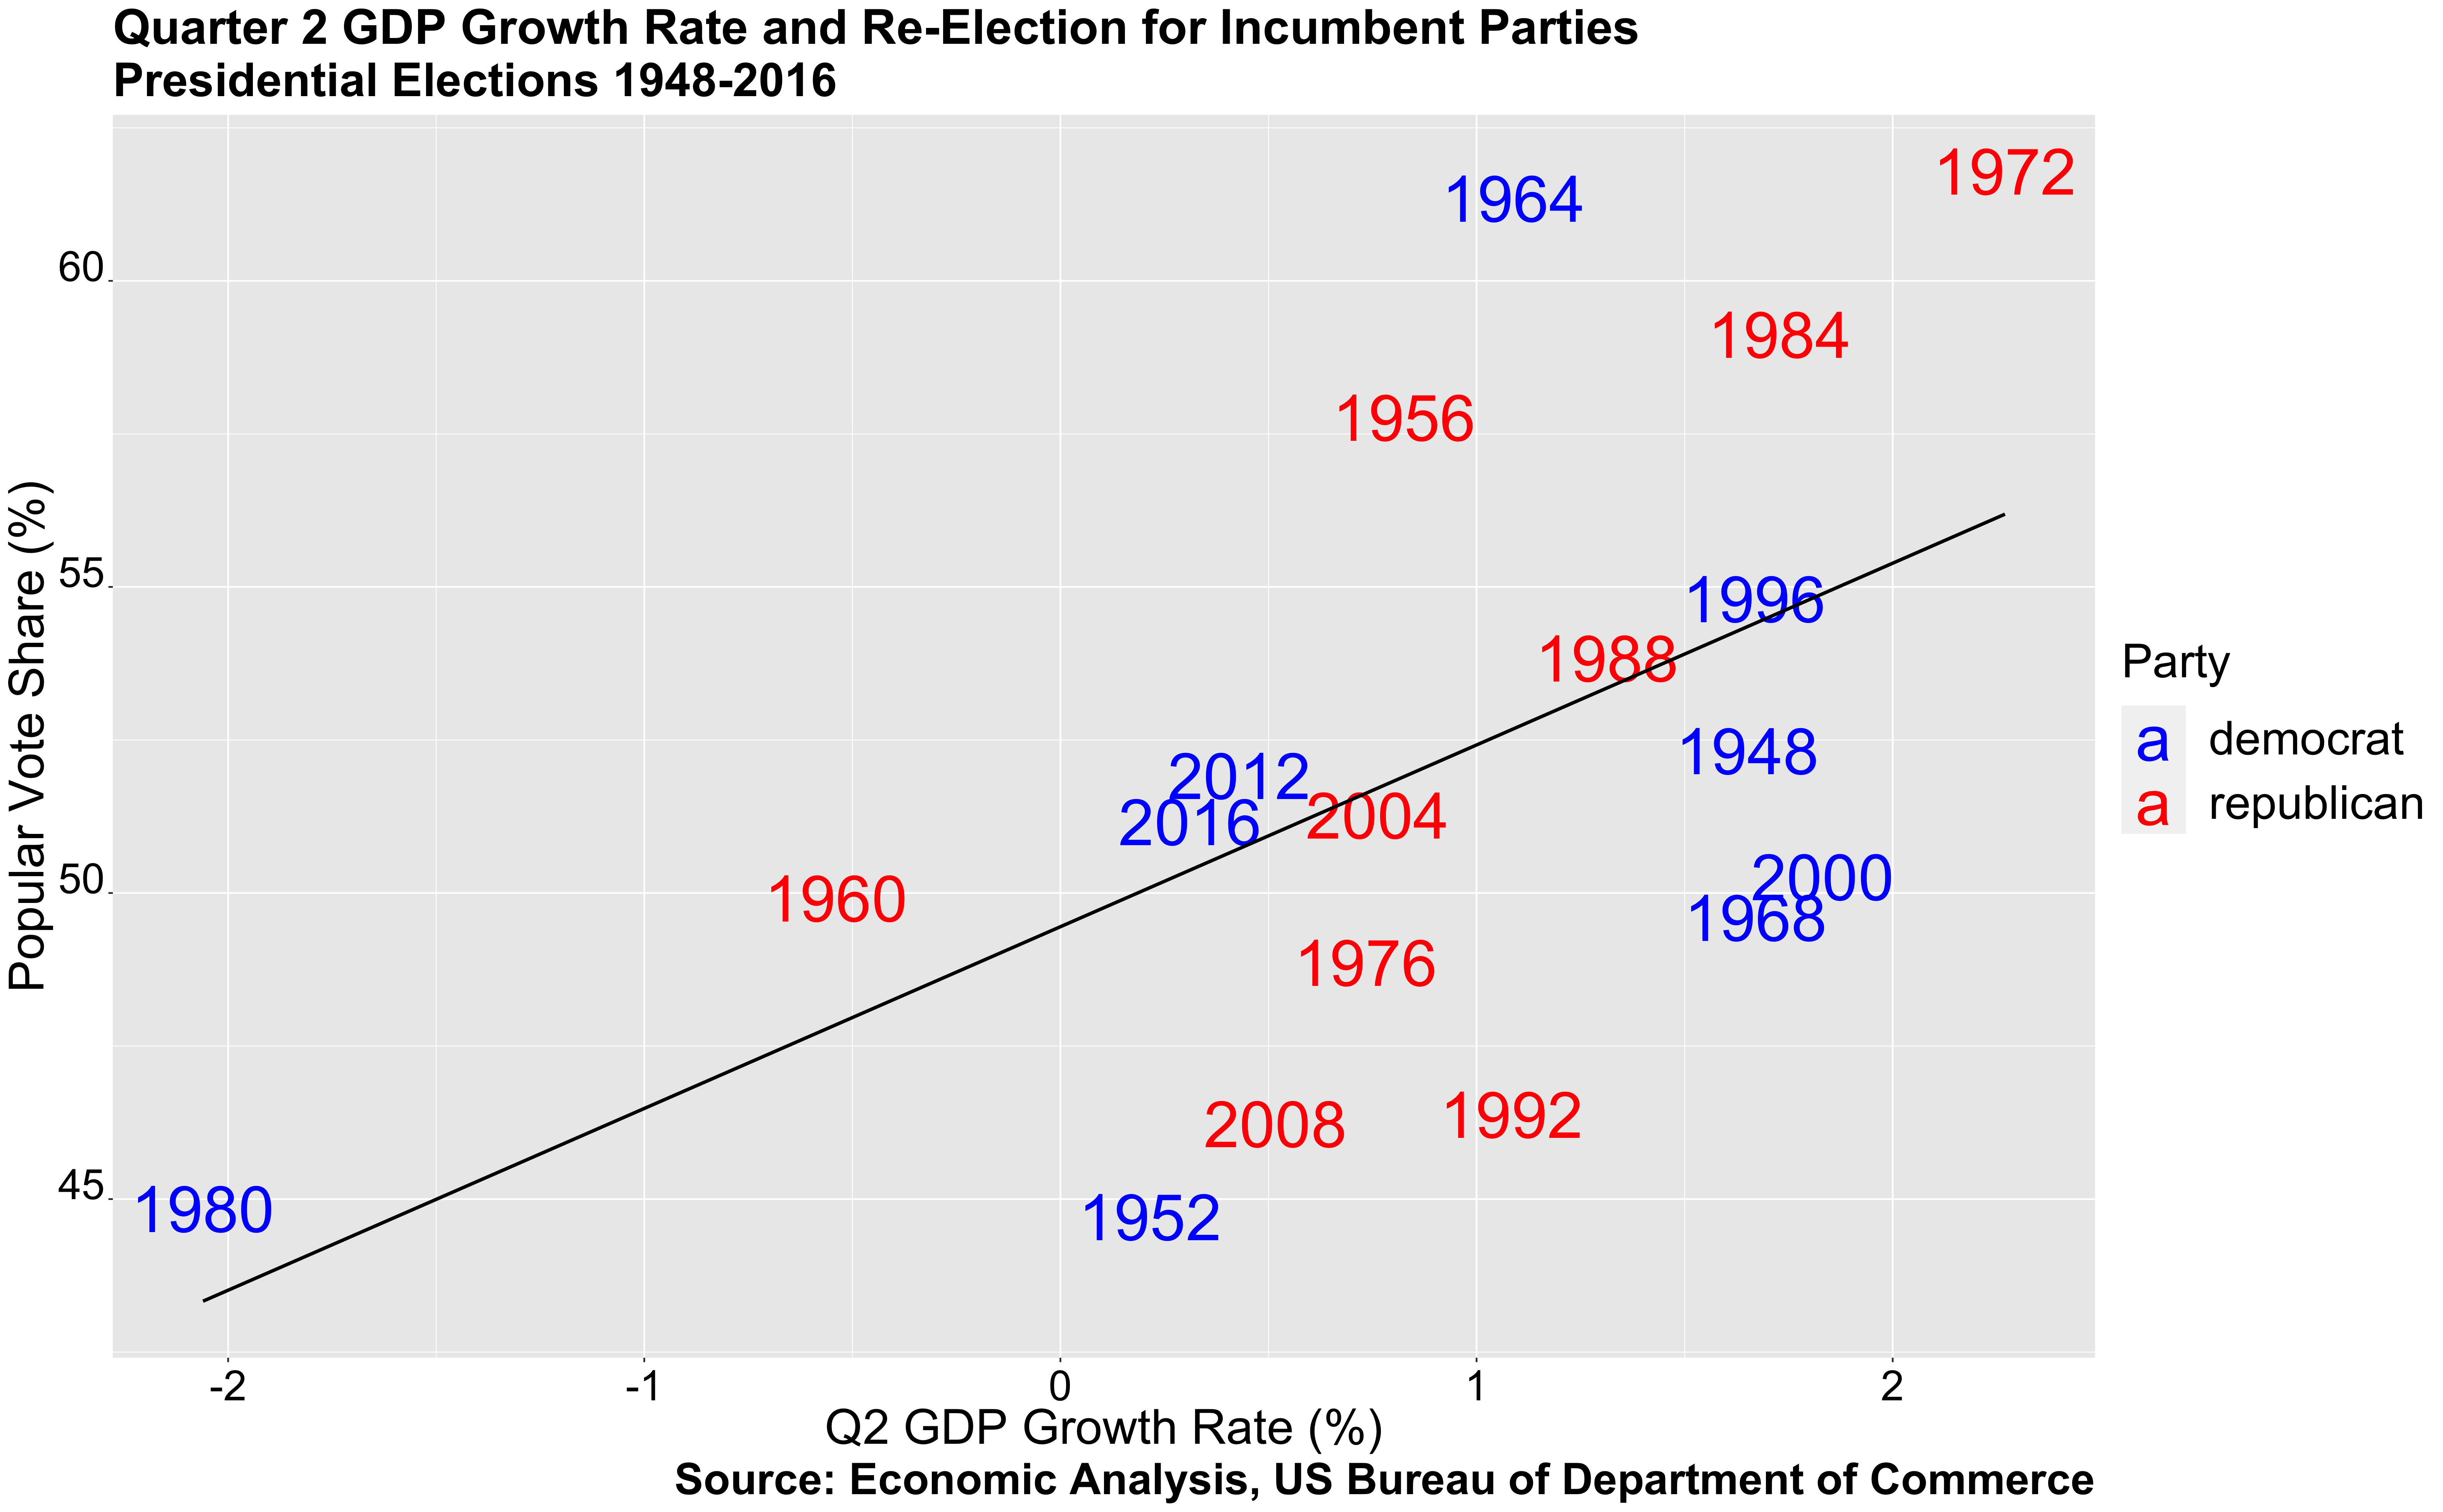 Quarter 2 GDP Growth Rate and Re-Election for Incumbent Parties
Presidential Elections 1948-2016
1972
1964
60
1984
1956
Popular Vote Share (%)
55
1996
1988
Party
1948
a democrat
2012
2016
2004
a republican
50
1960
2000
1968
1976
2008
1992
45
1980
1952
-2 -1 0 1 2
Q2 GDP Growth Rate (%)
Source: Economic Analysis, US Bureau of Department of Commerce